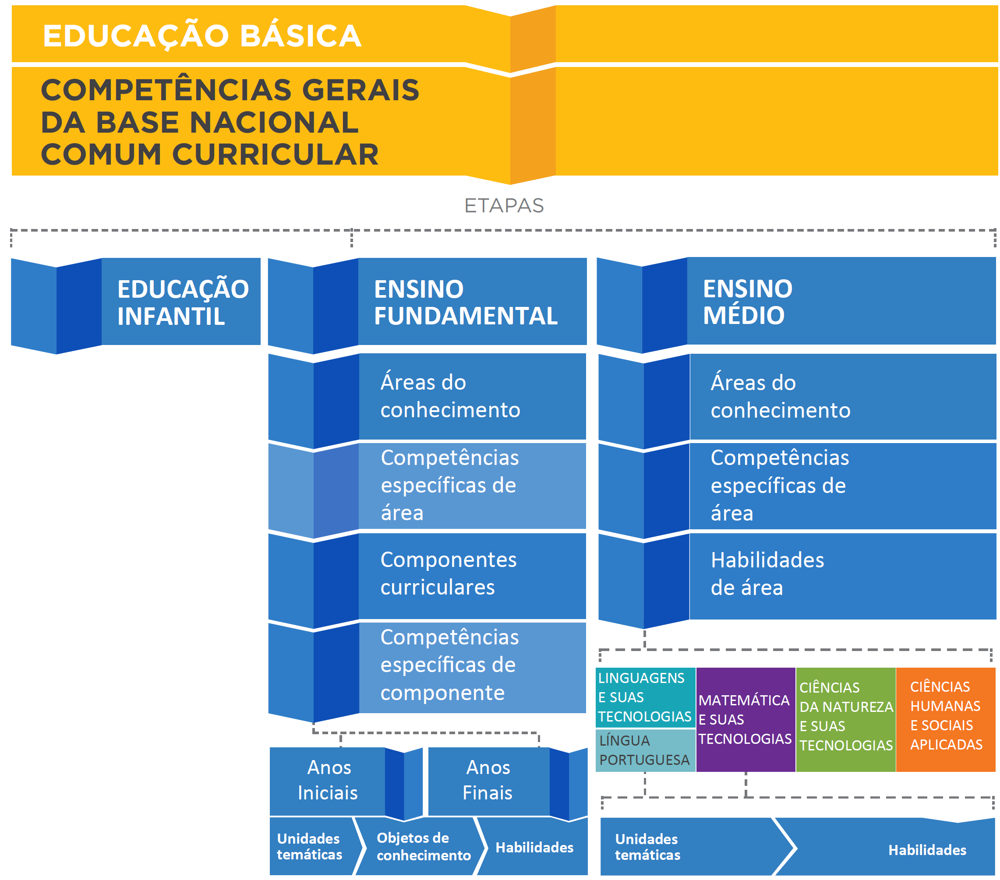 EDUCAÇÃO BÁSICA
COMPETÊNCIAS GERAIS
DA BASE NACIONAL
COMUM CURRICULAR
ETAPAS
EDUCAÇÃO
INFANTIL
ENSINO
FUNDAMENTAL
Áreas do
conhecimento
Competências
específicas de
área
Componentes
curriculares
Competências
específicas de
componente
Anos
Iniciais
Anos
Finais
Unidades
temáticas
Objetos de
conhecimento
Habilidades
ENSINO
MÉDIO
Áreas do
conhecimento
Competências
específicas de
área
Habilidades
de área
LINGUAGENS
E SUAS
TECNOLOGIAS
LÍNGUA
PORTUGUESA
MATEMÁTICA
E SUAS
TECNOLOGIAS
CIÊNCIAS
DA NATUREZA
E SUAS
TECNOLOGIAS
CIÊNCIAS
HUMANAS
E SOCIAIS
APLICADAS
Unidades
temáticas
Habilidades